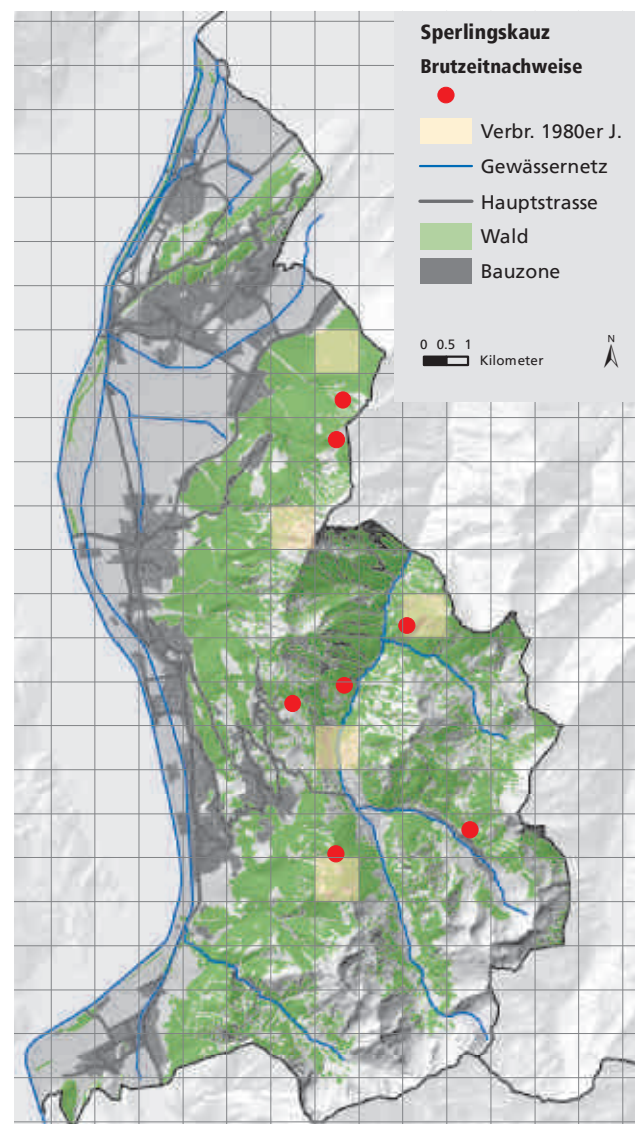 Sperlingskauz
Brutzeitnachweise
Verbr. 1980er J.
Gewässernetz
Hauptstrasse
Wald
Bauzone
0 0.5 1
Kilometer
N